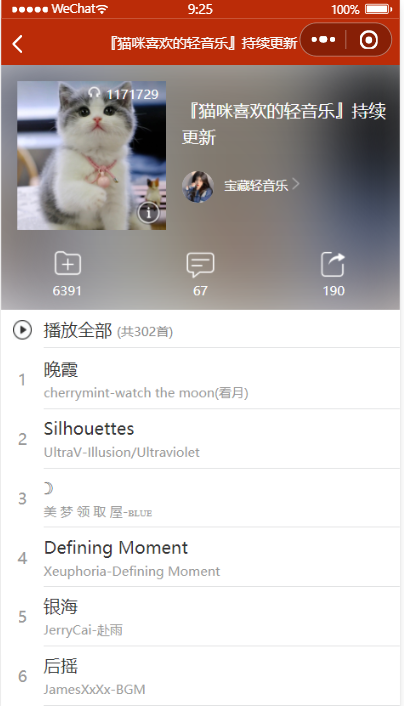 WeChat 9:25 100%
『猫咪喜欢的轻音乐』持续更新
1171729
『猫咪喜欢的轻音乐』持续
更新
宝藏轻音乐
6391 67 190
播放全部 (共302首)
1 晚霞
cherrymint-watch the moon(看月)
2 Silhouettes
UltraV-Illusion/Ultraviolet
3 ☽
美 梦 领 取 屋-BLUE
4 Defining Moment
Xeuphoria-Defining Moment
5 银海
JerryCai-赴雨
6 后摇
JamesXxXx-BGM